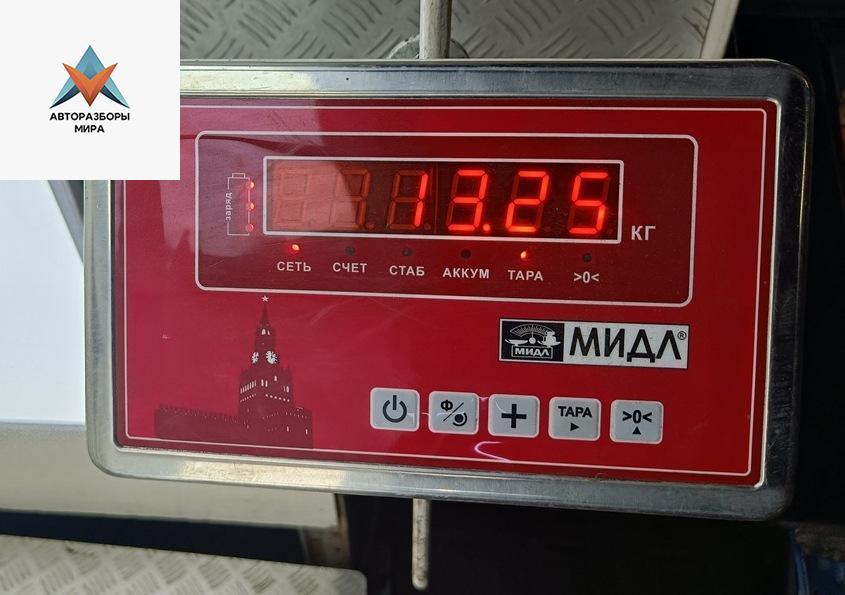 АВТОРАЗБОРЫ
МИРА
заряд
13.25
КГ
СЕТЬ СЧЕТ СТАБ АККУМ ТАРА >0<
МИДЛ МИДЛ®
Ф ТАРА >0<